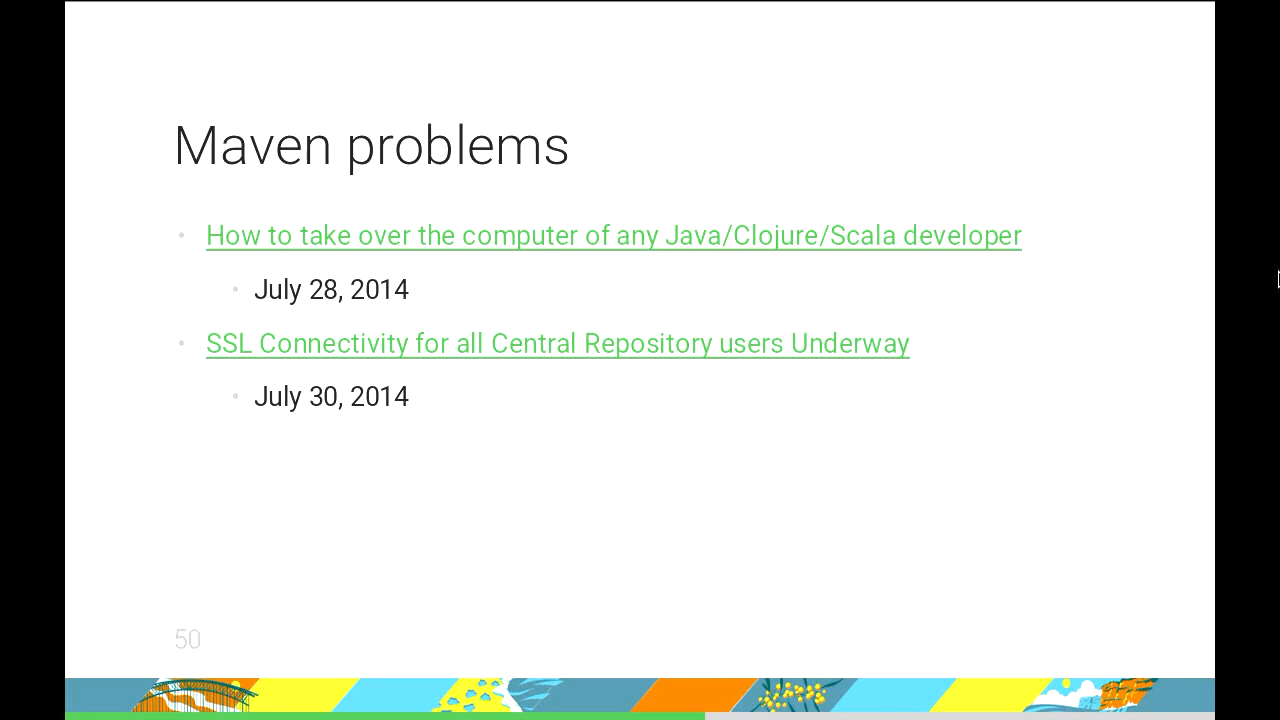 Maven problems
How to take over the computer of any Java/Clojure/Scala developer
July 28, 2014
SSL Connectivity for all Central Repository users Underway
July 30, 2014
50